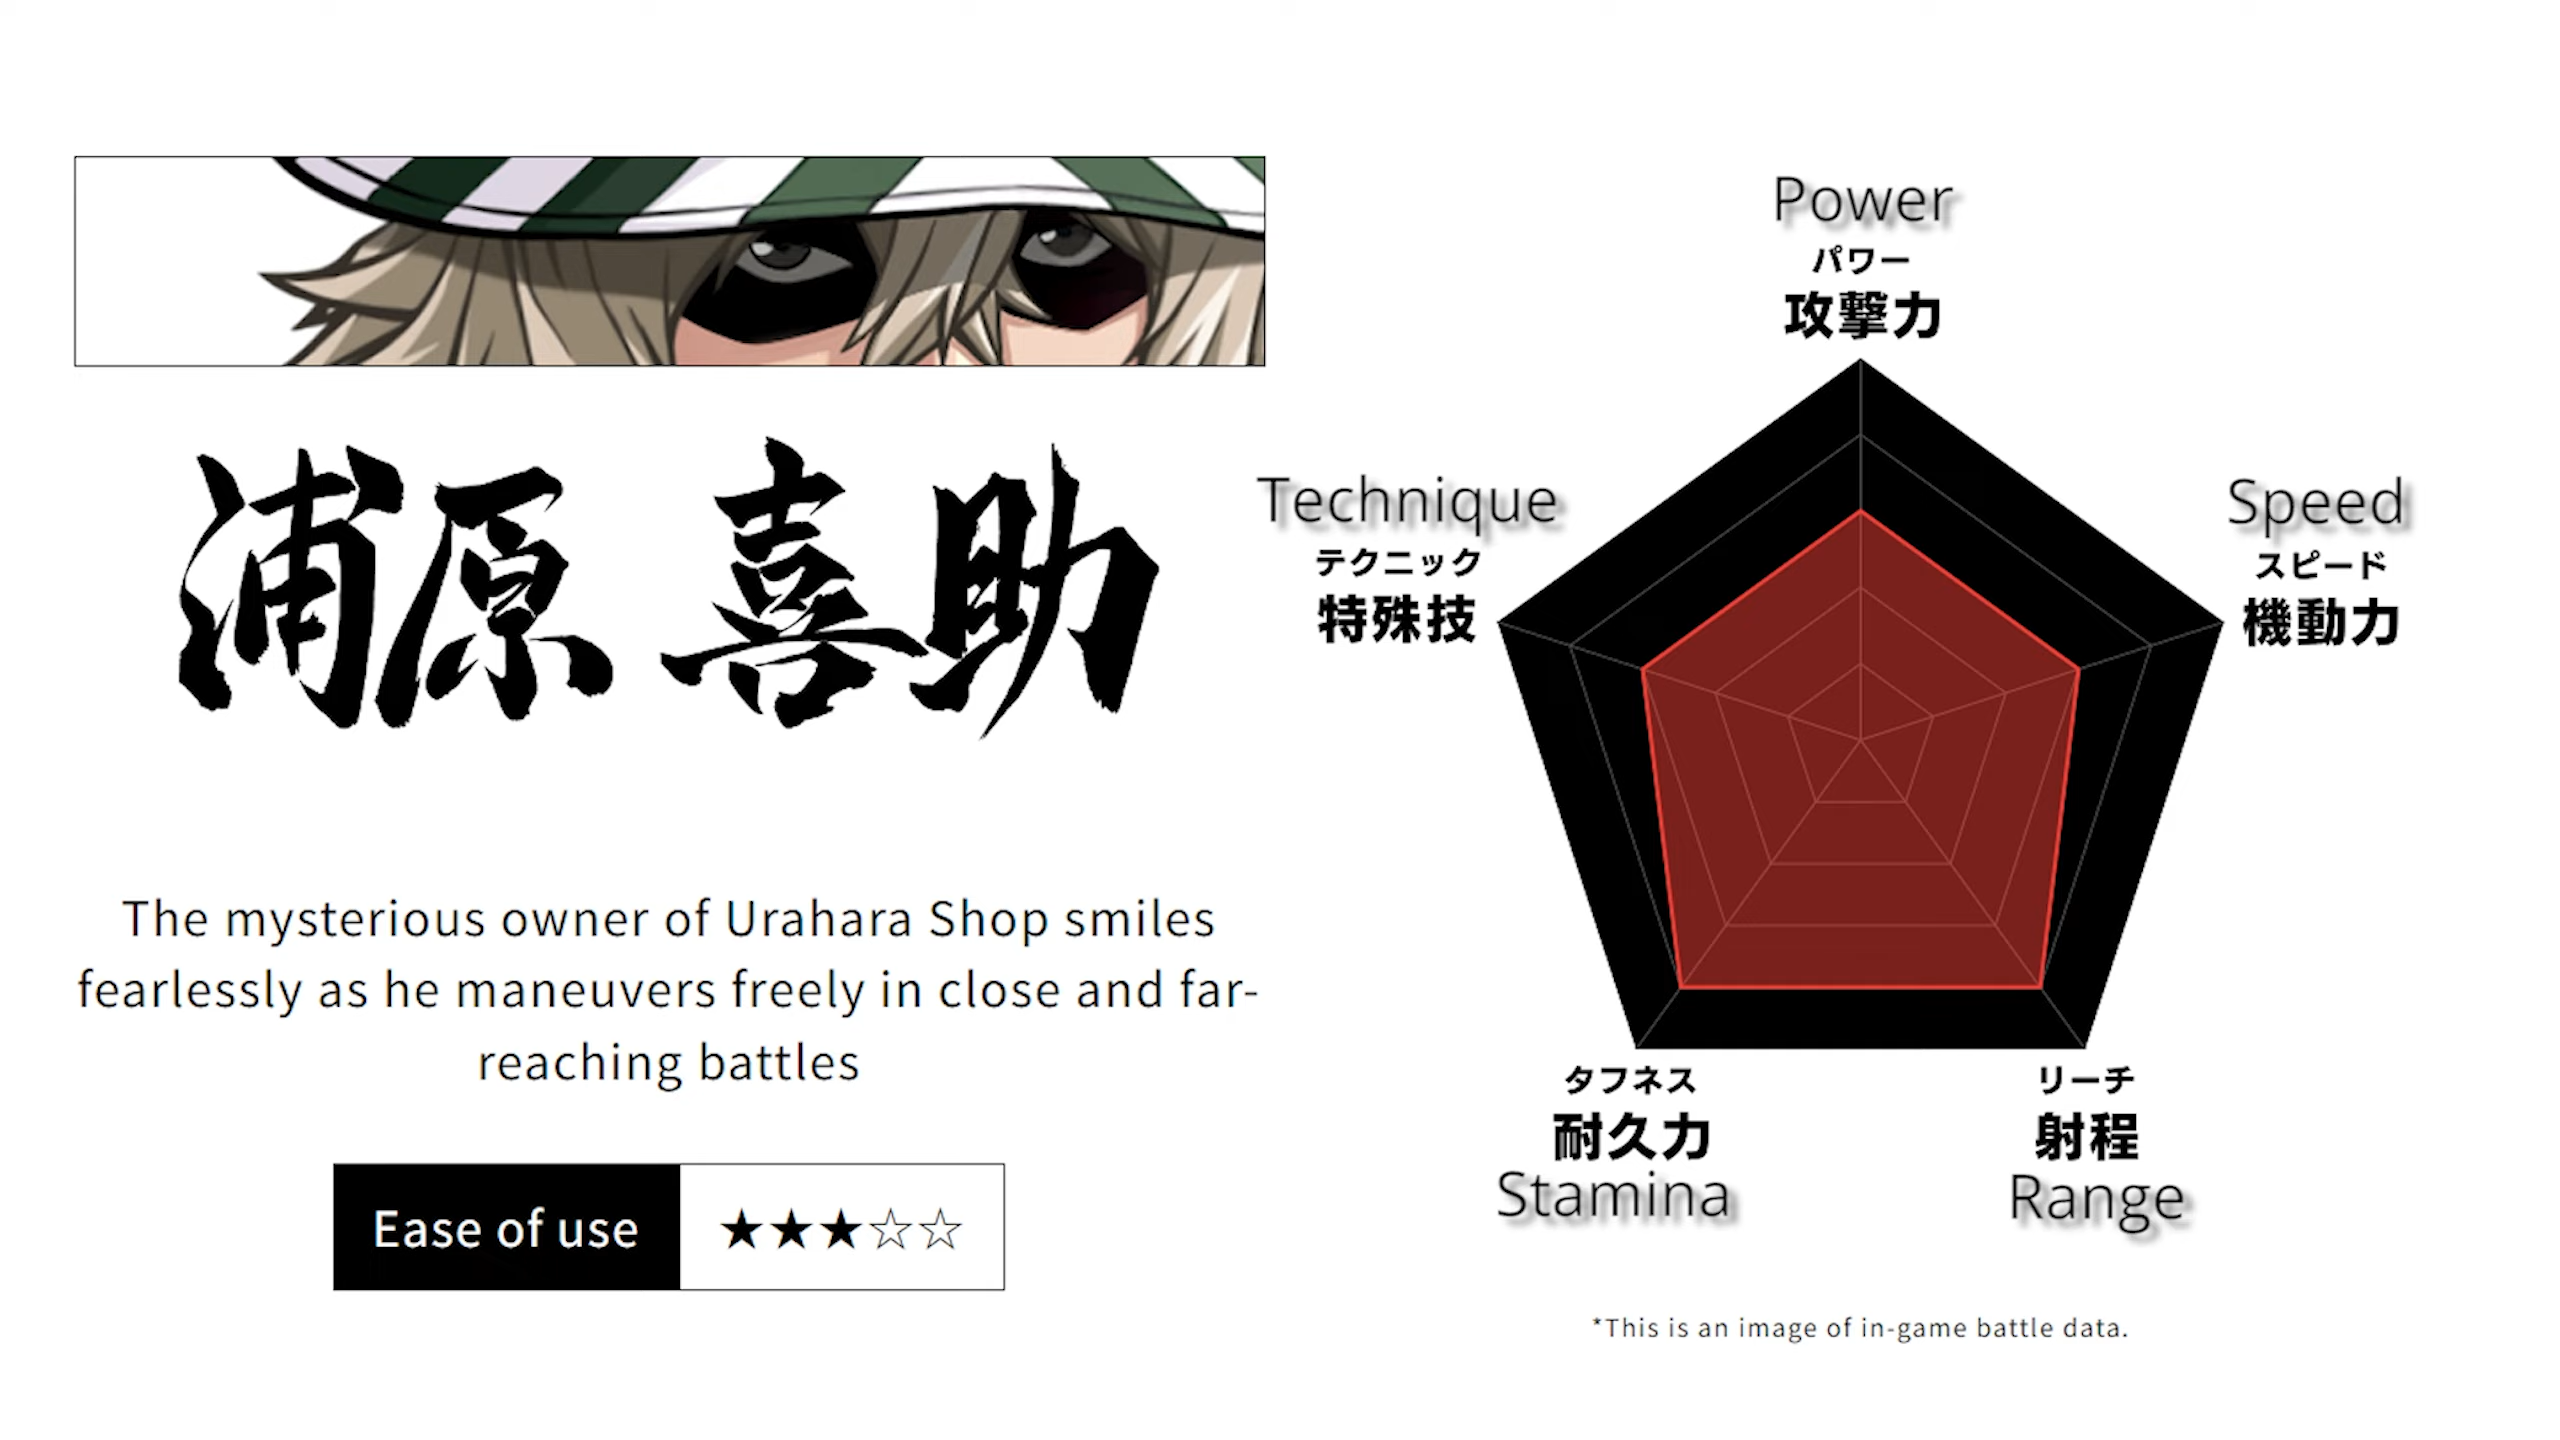 浦原 喜助
The mysterious owner of Urahara Shop smiles
fearlessly as he maneuvers freely in close and far-
reaching battles
Ease of use ★★★☆☆
Power
パワー
攻撃力
Technique
テクニック
特殊技
Speed
スピード
機動力
タフネス
耐久力
Stamina
リーチ
射程
Range
*This is an image of in-game battle data.